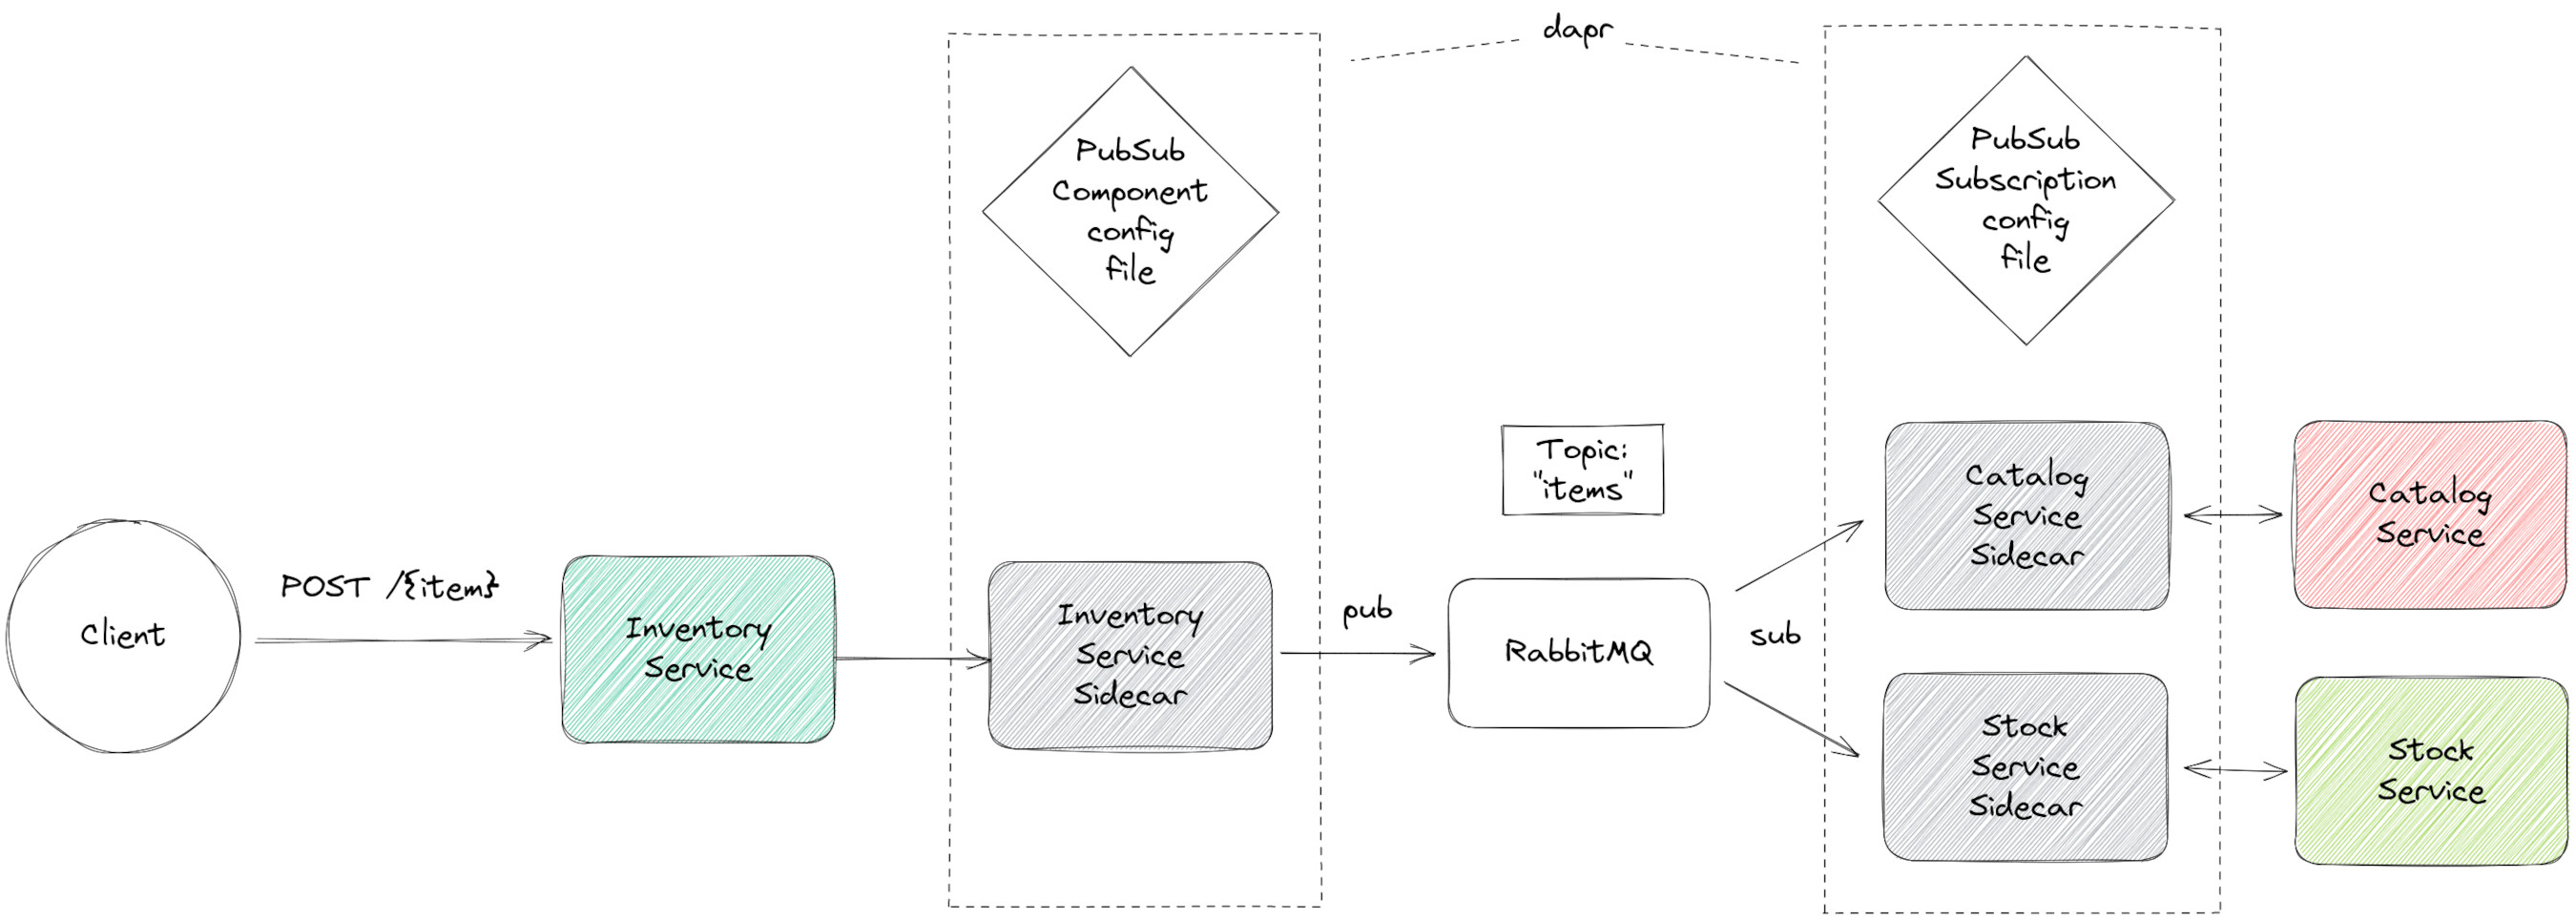 dapr
PubSub
Component
config
file
PubSub
Subscription
config
file
Topic:
"items"
Client
POST /{item}
Inventory
Service
Inventory
Service
Sidecar
pub
RabbitMQ
sub
Catalog
Service
Sidecar
Catalog
Service
Stock
Service
Sidecar
Stock
Service